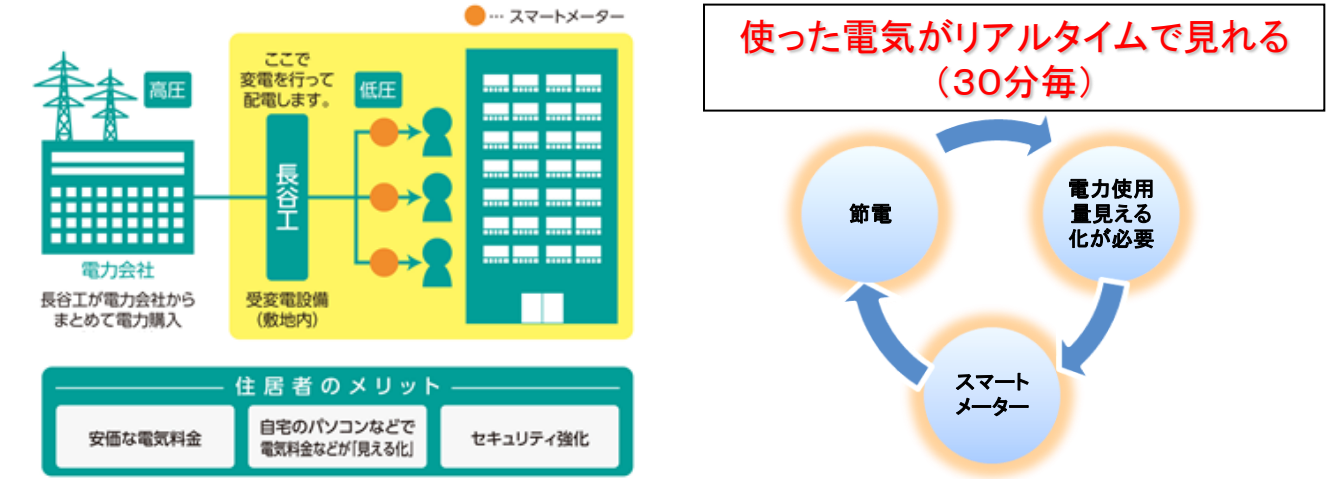 … スマートメーター
高圧
ここで
変電を行って
配電します。
低圧
長谷工
電力会社
長谷工が電力会社から
まとめて電力購入
受変電設備
(敷地内)
住居者のメリット
安価な電気料金
自宅のパソコンなどで
電気料金などが「見える化」
セキュリティ強化
使った電気がリアルタイムで見れる
(30分毎)
節電
電力使用
量見える
化が必要
スマート
メーター